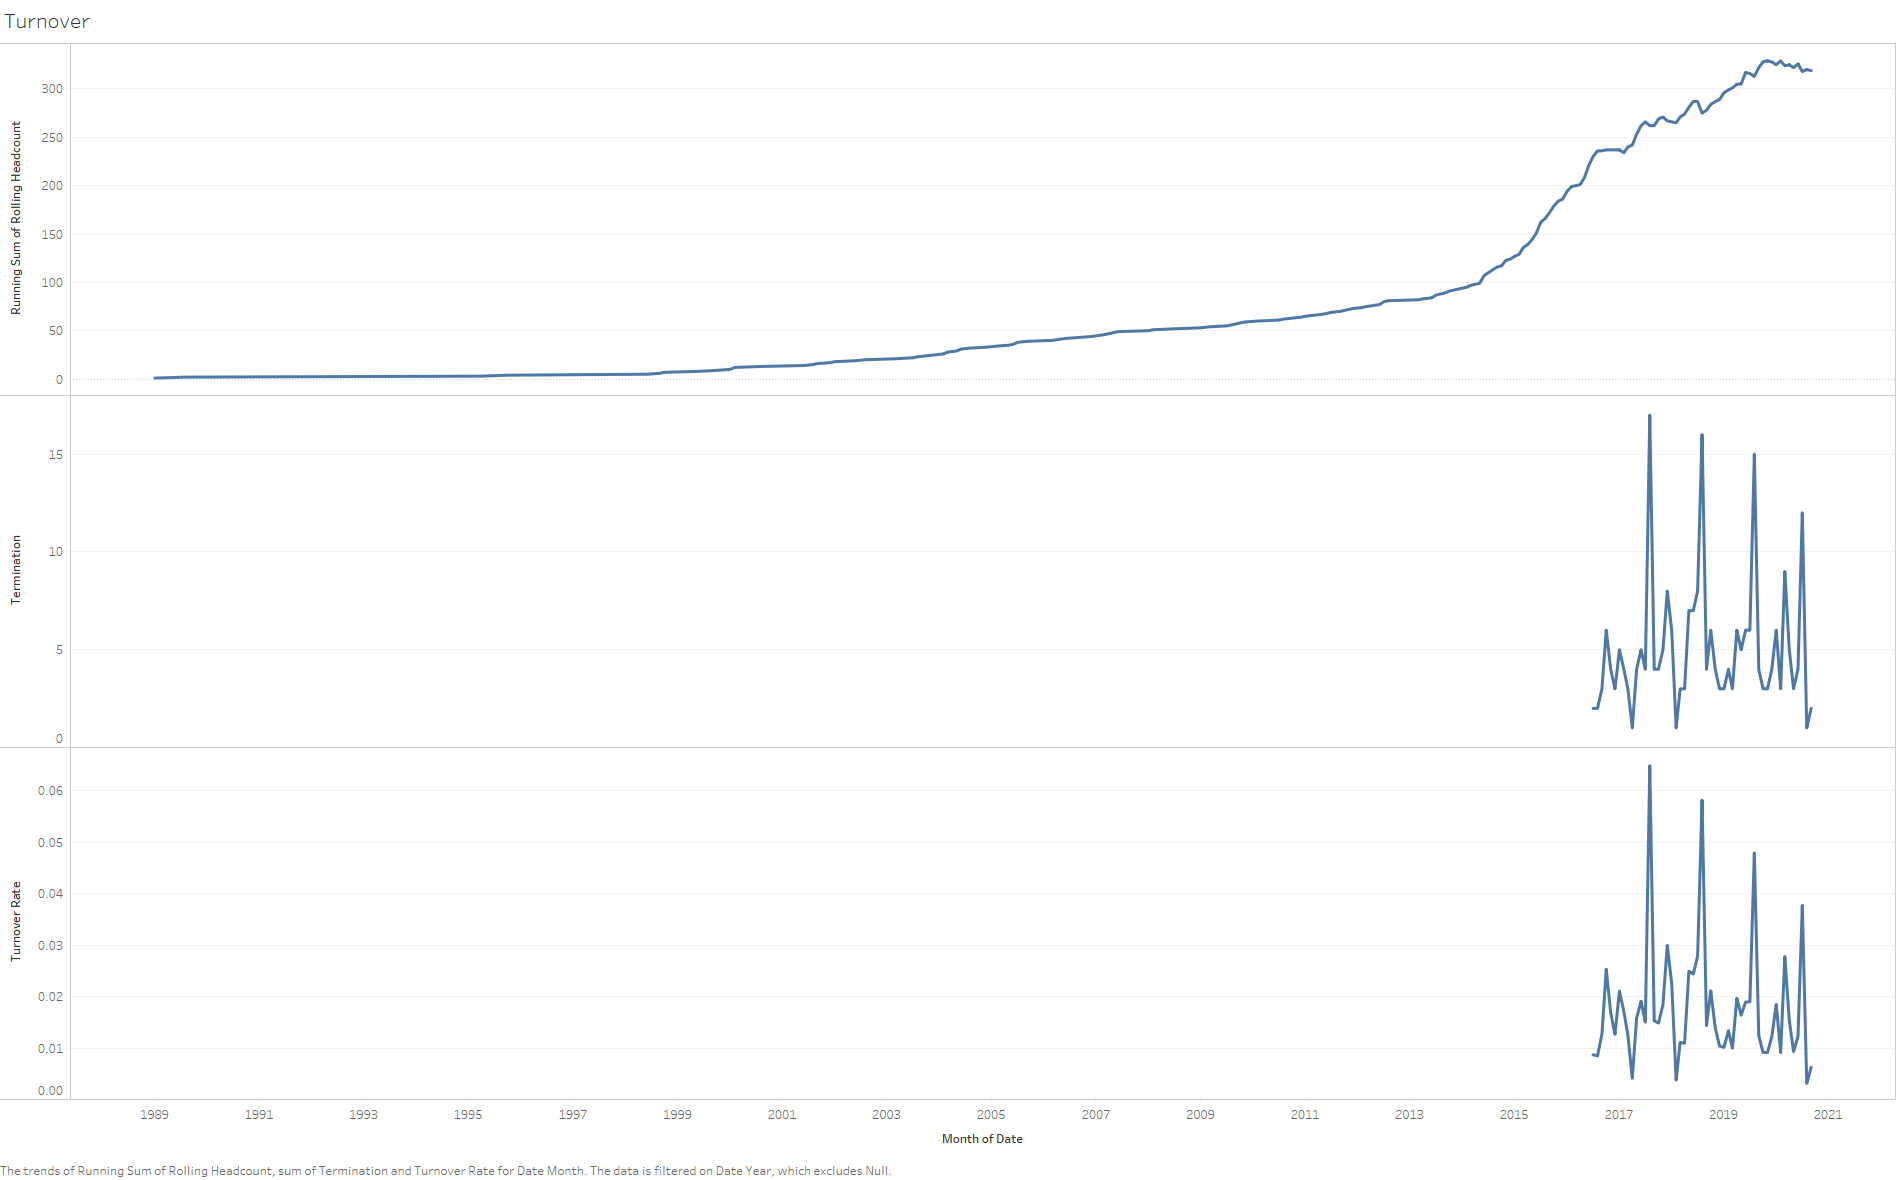 Turnover
Running Sum of Rolling Headcount
300
250
200
150
100
50
0
Termination
15
10
5
0
Turnover Rate
0.06
0.05
0.04
0.03
0.02
0.01
0.00
1989 1991 1993 1995 1997 1999 2001 2003 2005 2007 2009 2011 2013 2015 2017 2019 2021
Month of Date
The trends of Running Sum of Rolling Headcount, sum of Termination and Turnover Rate for Date Month. The data is filtered on Date Year, which excludes Null.